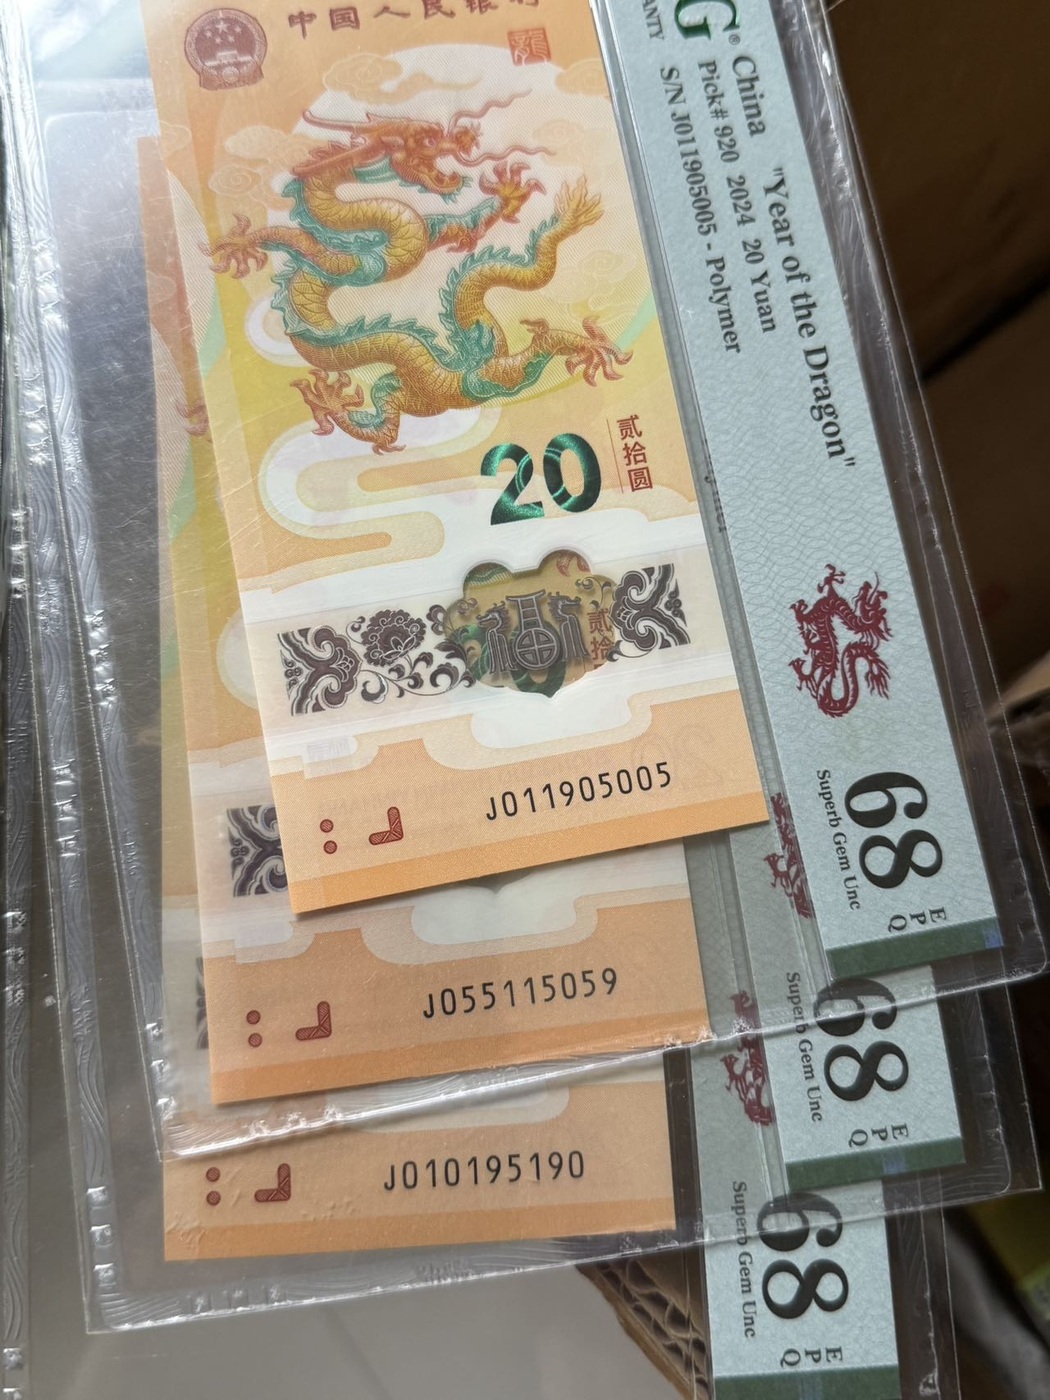 中国人民银行
龍
20
贰拾圆
福
贰拾
J011905005
J055115059
J010195190
G®
China "Year of the Dragon"
Pick# 920 2024 20 Yuan
S/N J011905005 - Polymer
68
EPQ
Superb Gem Unc
68
EPQ
Superb Gem Unc
68
EPQ
Superb Gem Unc